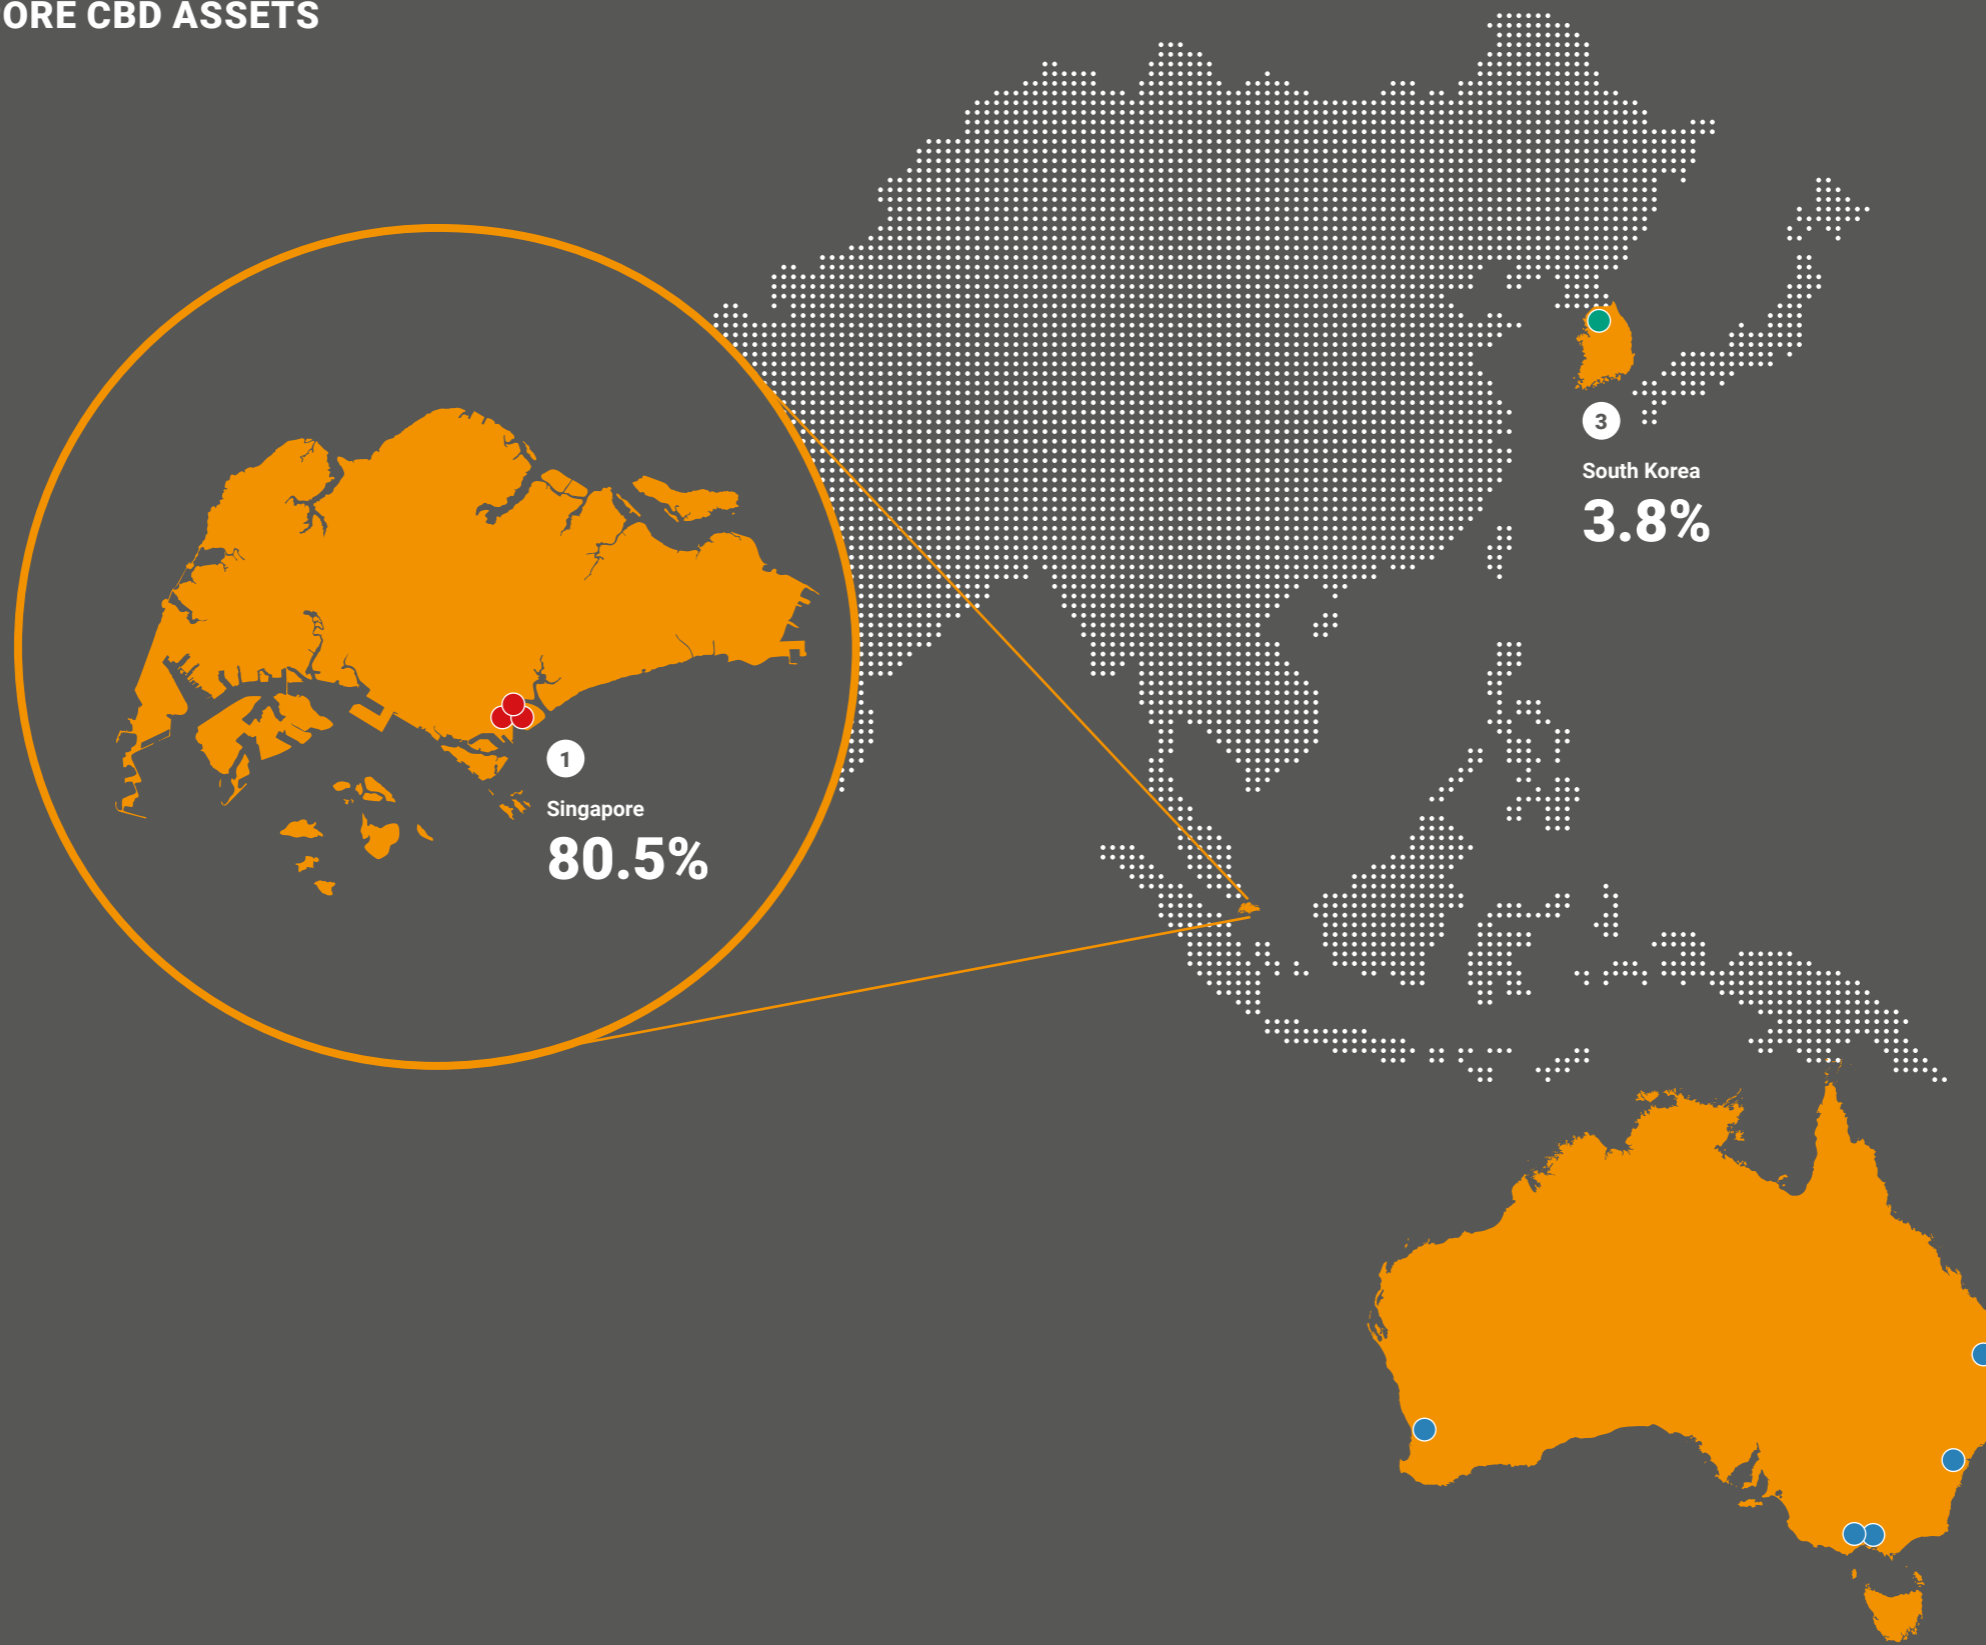 ORE CBD ASSETS
3
South Korea
3.8%
1
Singapore
80.5%